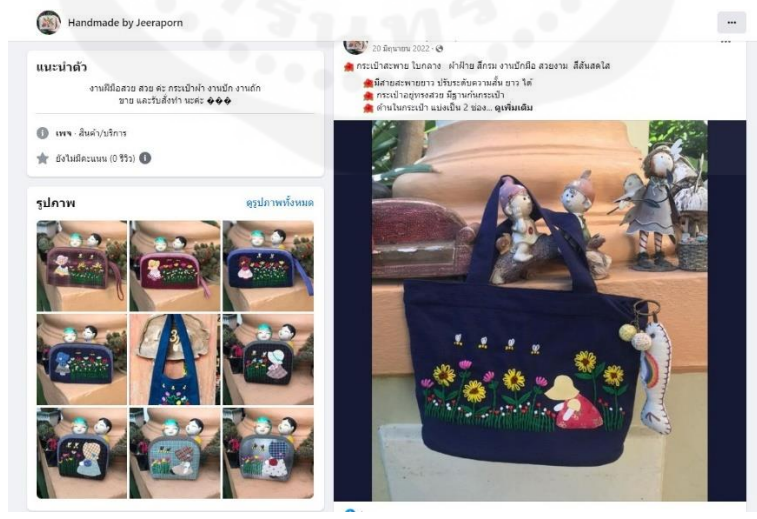 Handmade by Jeeraporn
แนะนำตัว
งานฝีมือสวย สวย ค่ะ กระเป๋าผ้า งานปัก งานถัก
ขาย และรับสั่งทำ นะคะ ���
เพจ · สินค้า/บริการ
ยังไม่มีคะแนน (0 รีวิว)
รูปภาพ
ดูรูปภาพทั้งหมด
20 มิถุนายน 2022 ·
กระเป๋าสะพาย ใบกลาง ผ้าฝ้าย สีกรม งานปักมือ สวยงาม สีสันสดใส
มีสายสะพายยาว ปรับระดับความสั้น ยาว ได้
กระเป๋าอยู่ทรงสวย มีฐานก้นกระเป๋า
ด้านในกระเป๋า แบ่งเป็น 2 ช่อง... ดูเพิ่มเติม